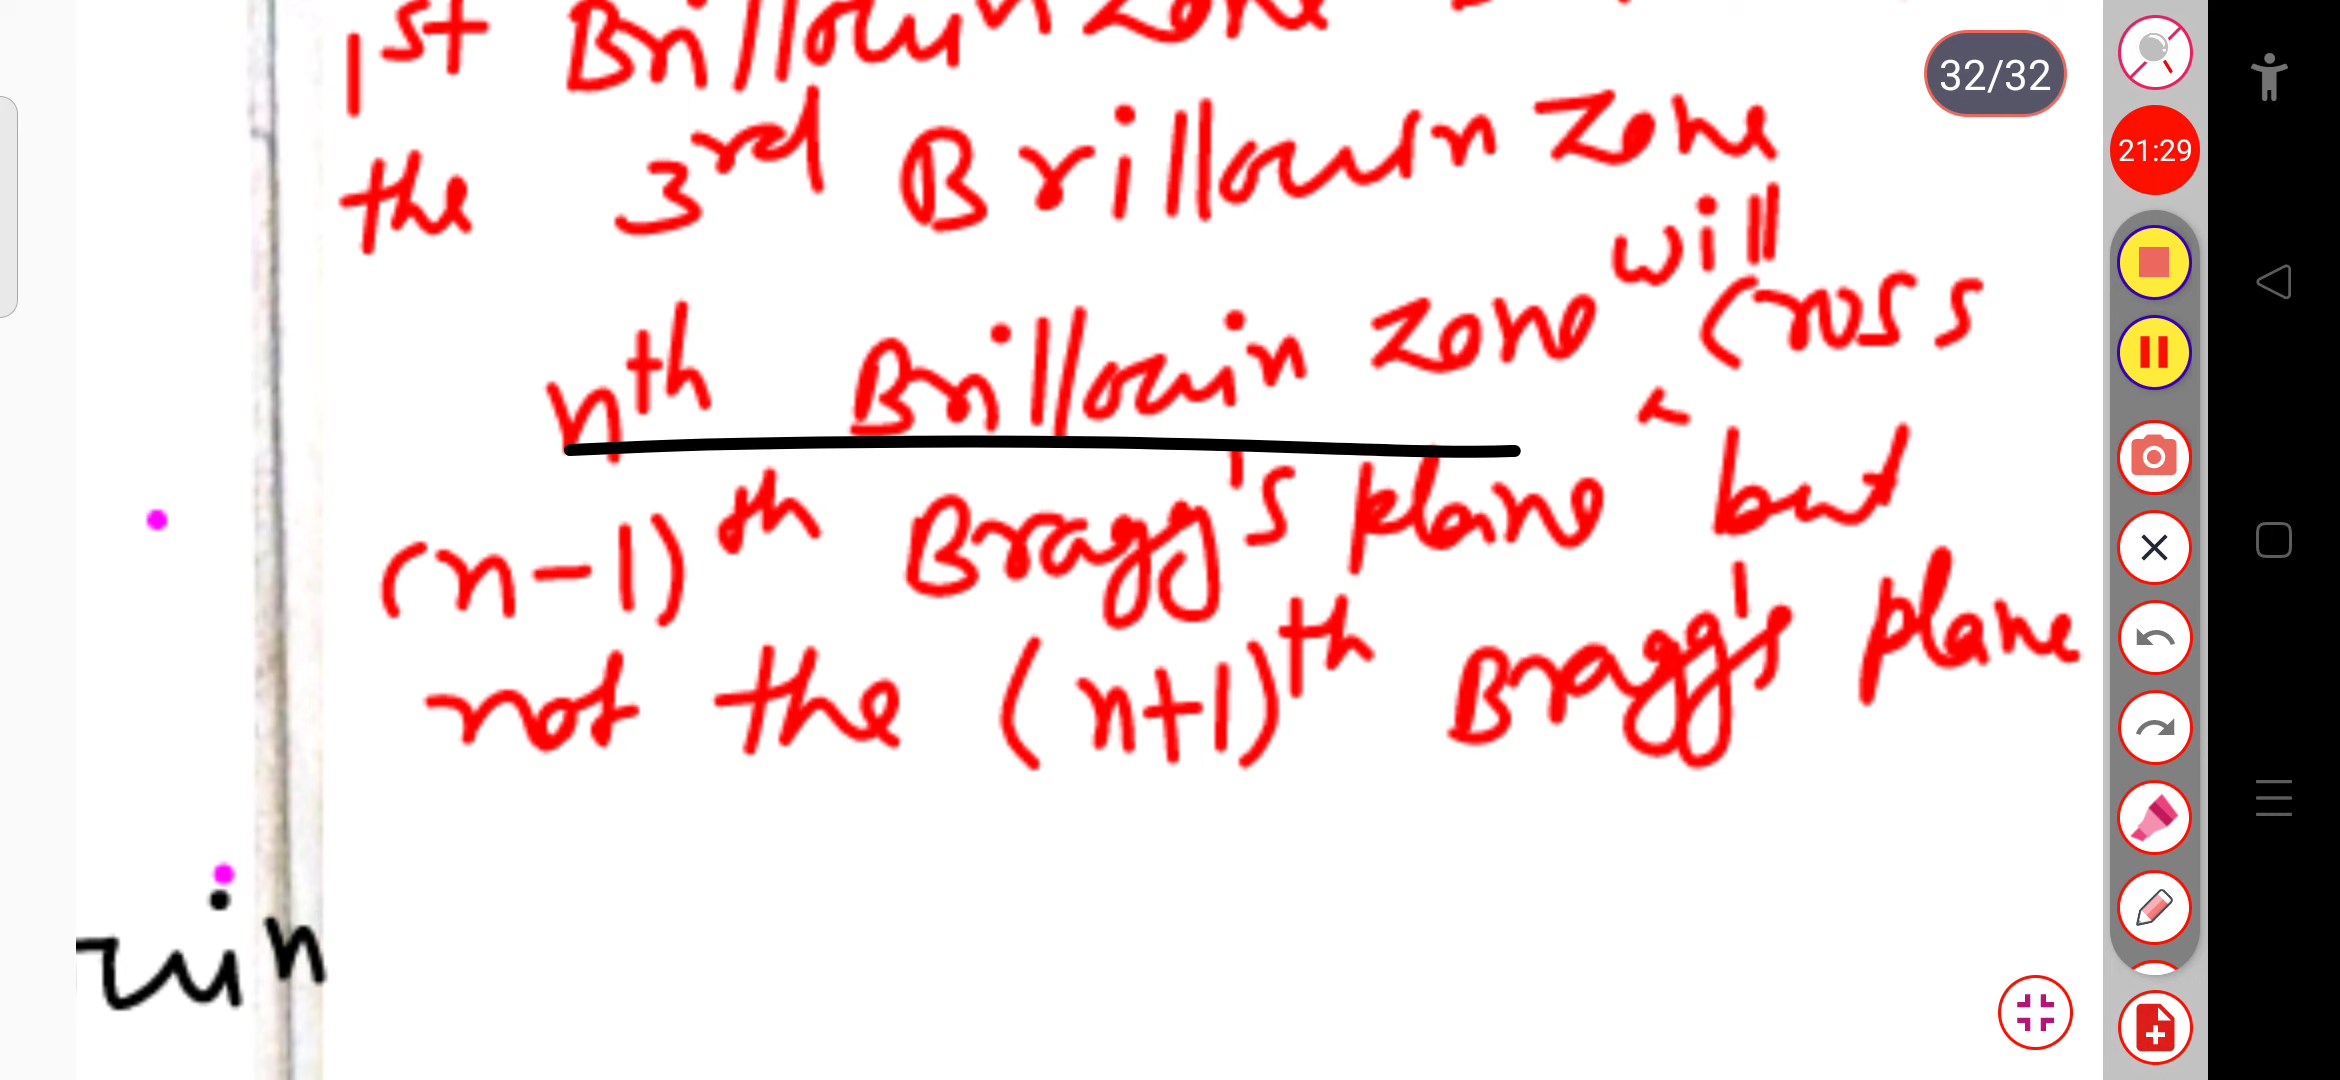 1st Brillouin Zone
32/32
21:29
the 3rd Brillouin Zone
will
nth Brillouin Zone cross
(n-1)th Bragg's plane but
not the (n+1)th Bragg's plane
uin